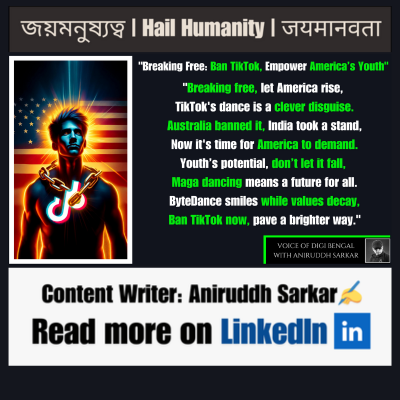 জয়মনুষ্যত্ব | Hail Humanity | जयमानवता
"Breaking Free: Ban TikTok, Empower America's Youth"
"Breaking free, let America rise,
TikTok's dance is a clever disguise.
Australia banned it, India took a stand,
Now it's time for America to demand.
Youth's potential, don't let it fall,
Maga dancing means a future for all.
ByteDance smiles while values decay,
Ban TikTok now, pave a brighter way."
VOICE OF DIGI BENGAL
WITH ANIRUDDH SARKAR
Content Writer: Aniruddh Sarkar✍️
Read more on LinkedIn in